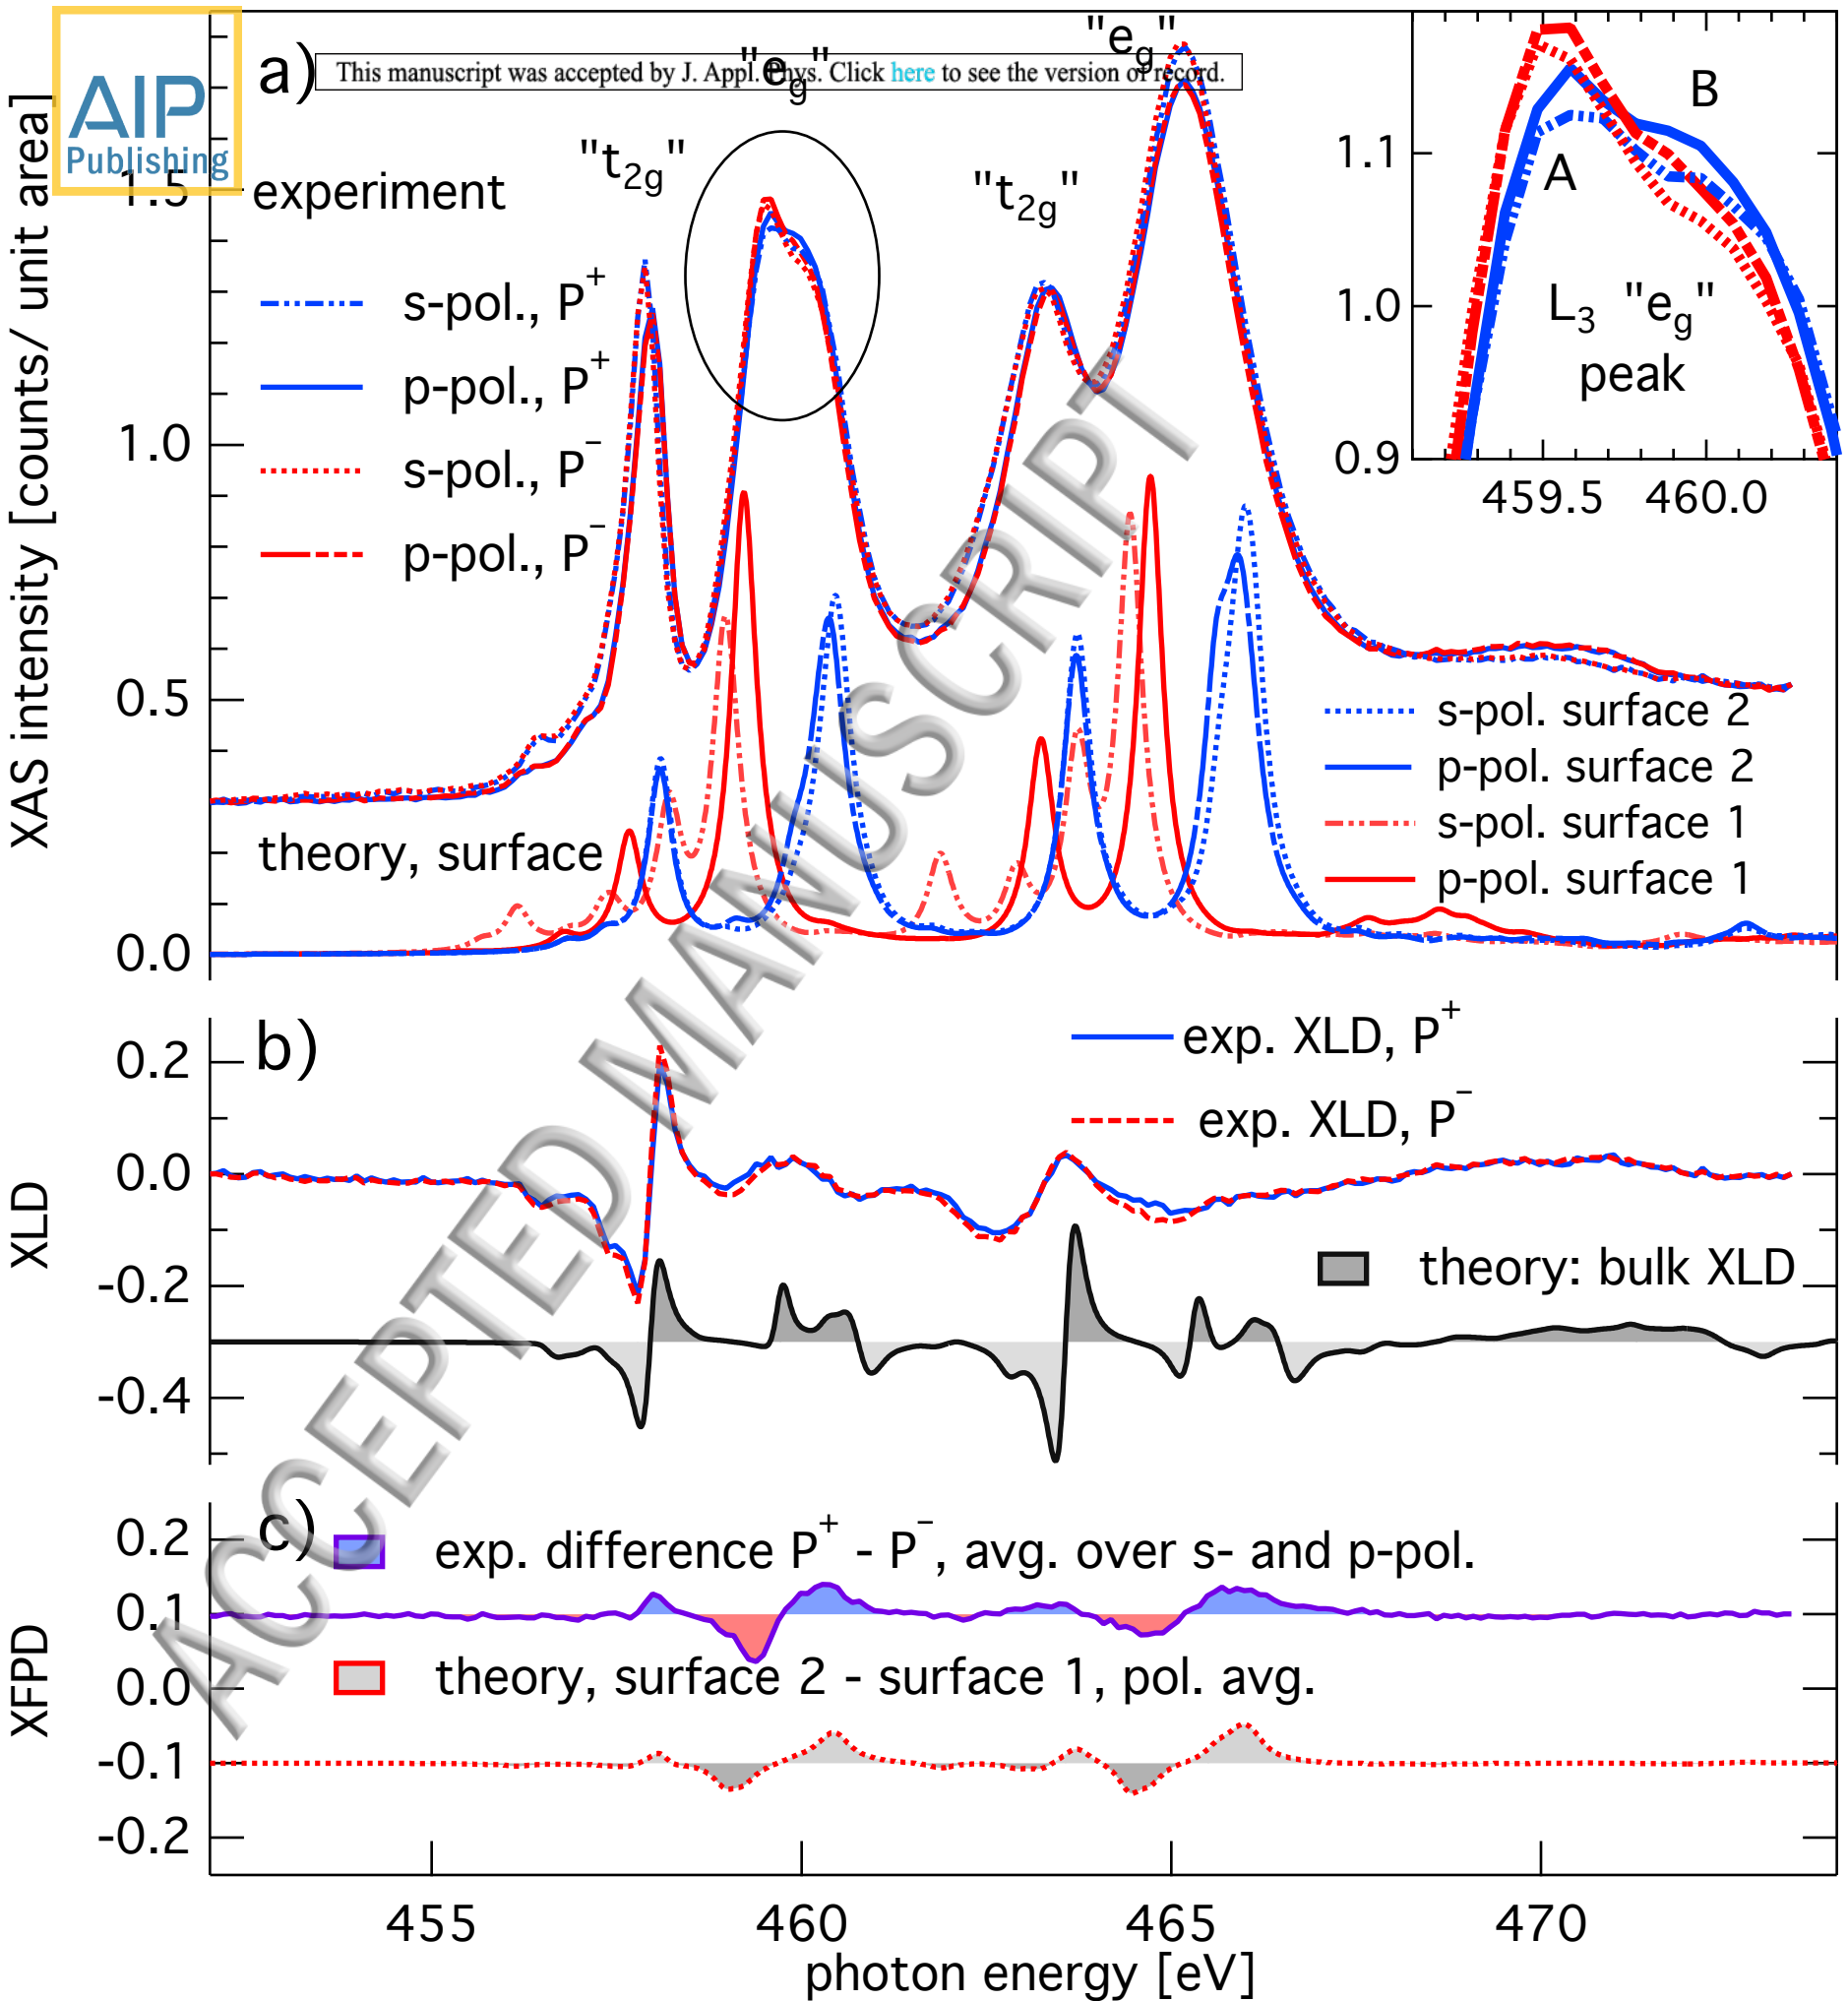 AIP
Publishing
This manuscript was accepted by J. Appl. Phys. Click here to see the version of record.
a)
"t2g"
"eg"
"t2g"
"eg"
experiment
s-pol., P+
p-pol., P+
s-pol., P−
p-pol., P−
XAS intensity [counts/ unit area]
1.5
1.0
0.5
0.0
1.1
1.0
0.9
459.5 460.0
A
B
L3 "eg"
peak
theory, surface
s-pol. surface 2
p-pol. surface 2
s-pol. surface 1
p-pol. surface 1
b)
XLD
0.2
0.0
-0.2
-0.4
exp. XLD, P+
exp. XLD, P−
theory: bulk XLD
c)
XFPD
0.2
0.1
0.0
-0.1
-0.2
exp. difference P+ - P−, avg. over s- and p-pol.
theory, surface 2 - surface 1, pol. avg.
455 460 465 470
photon energy [eV]
ACCEPTED MANUSCRIPT